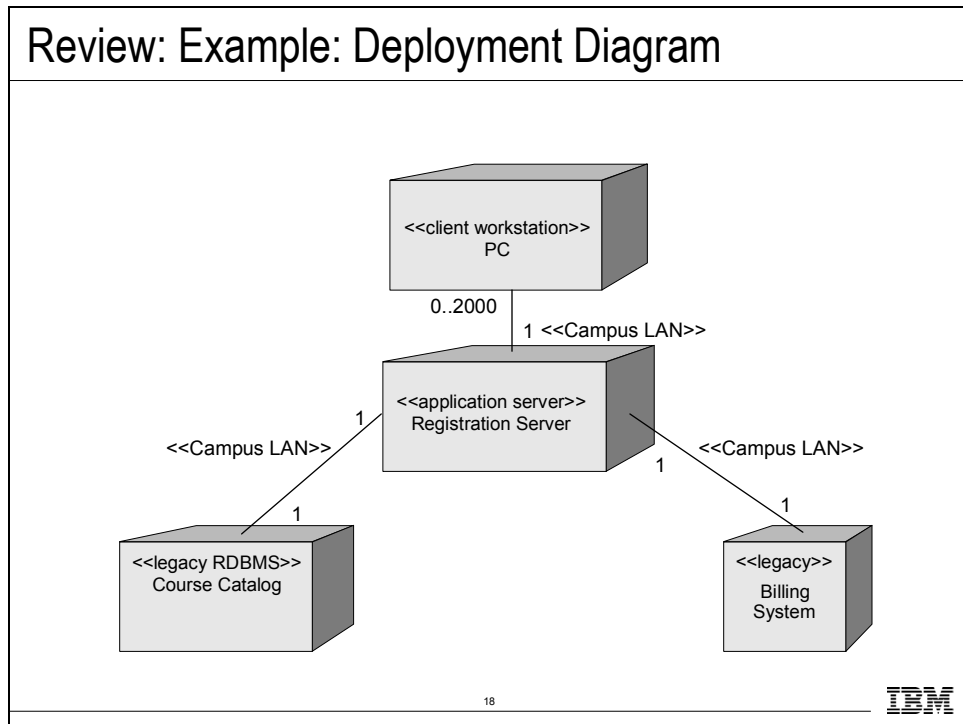 Review: Example: Deployment Diagram
<<client workstation>>
PC
0..2000
1 <<Campus LAN>>
<<application server>>
Registration Server
1
<<Campus LAN>>
1
<<Campus LAN>>
1
1
<<legacy RDBMS>>
Course Catalog
<<legacy>>
Billing
System
18
IBM